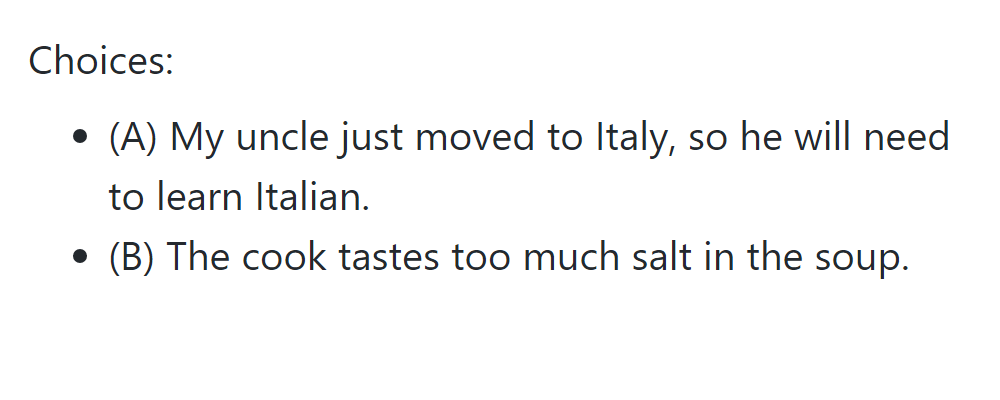 Choices:
• (A) My uncle just moved to Italy, so he will need
to learn Italian.
• (B) The cook tastes too much salt in the soup.